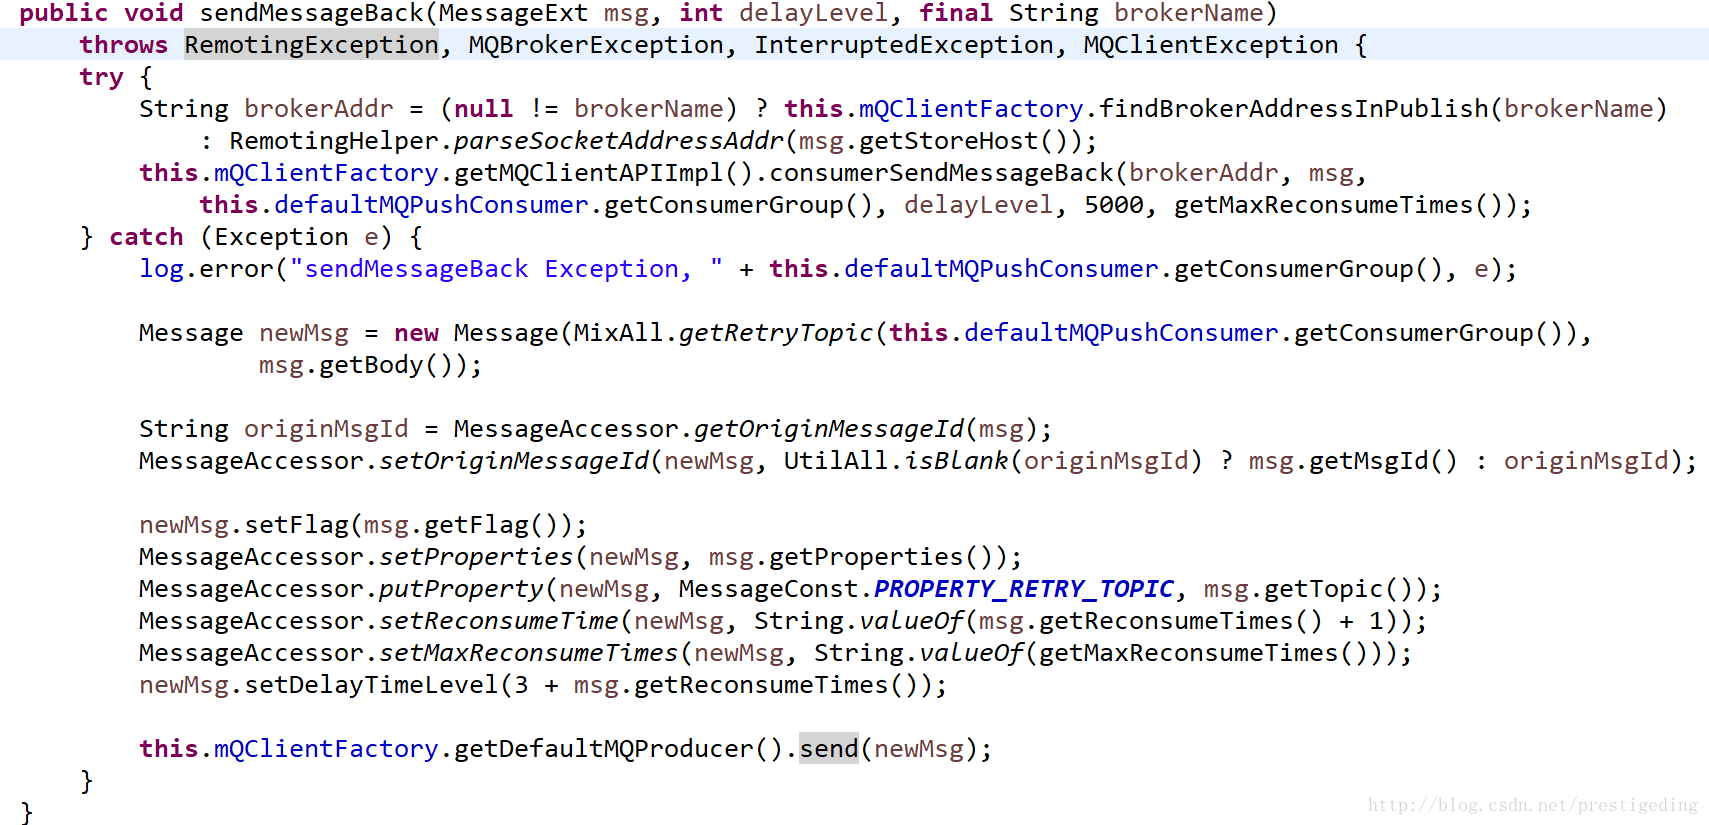 public void sendMessageBack(MessageExt msg, int delayLevel, final String brokerName)
    throws RemotingException, MQBrokerException, InterruptedException, MQClientException {
    try {
        String brokerAddr = (null != brokerName) ? this.mQClientFactory.findBrokerAddressInPublish(brokerName)
            : RemotingHelper.parseSocketAddressAddr(msg.getStoreHost());
        this.mQClientFactory.getMQClientAPIImpl().consumerSendMessageBack(brokerAddr, msg,
            this.defaultMQPushConsumer.getConsumerGroup(), delayLevel, 5000, getMaxReconsumeTimes());
    } catch (Exception e) {
        log.error("sendMessageBack Exception, " + this.defaultMQPushConsumer.getConsumerGroup(), e);
        Message newMsg = new Message(MixAll.getRetryTopic(this.defaultMQPushConsumer.getConsumerGroup()),
                msg.getBody());
        String originMsgId = MessageAccessor.getOriginMessageId(msg);
        MessageAccessor.setOriginMessageId(newMsg, UtilAll.isBlank(originMsgId) ? msg.getMsgId() : originMsgId);
        newMsg.setFlag(msg.getFlag());
        MessageAccessor.setProperties(newMsg, msg.getProperties());
        MessageAccessor.putProperty(newMsg, MessageConst.PROPERTY_RETRY_TOPIC, msg.getTopic());
        MessageAccessor.setReconsumeTime(newMsg, String.valueOf(msg.getReconsumeTimes() + 1));
        MessageAccessor.setMaxReconsumeTimes(newMsg, String.valueOf(getMaxReconsumeTimes()));
        newMsg.setDelayTimeLevel(3 + msg.getReconsumeTimes());
        this.mQClientFactory.getDefaultMQProducer().send(newMsg);
    }
}
http://blog.csdn.net/prestigeding